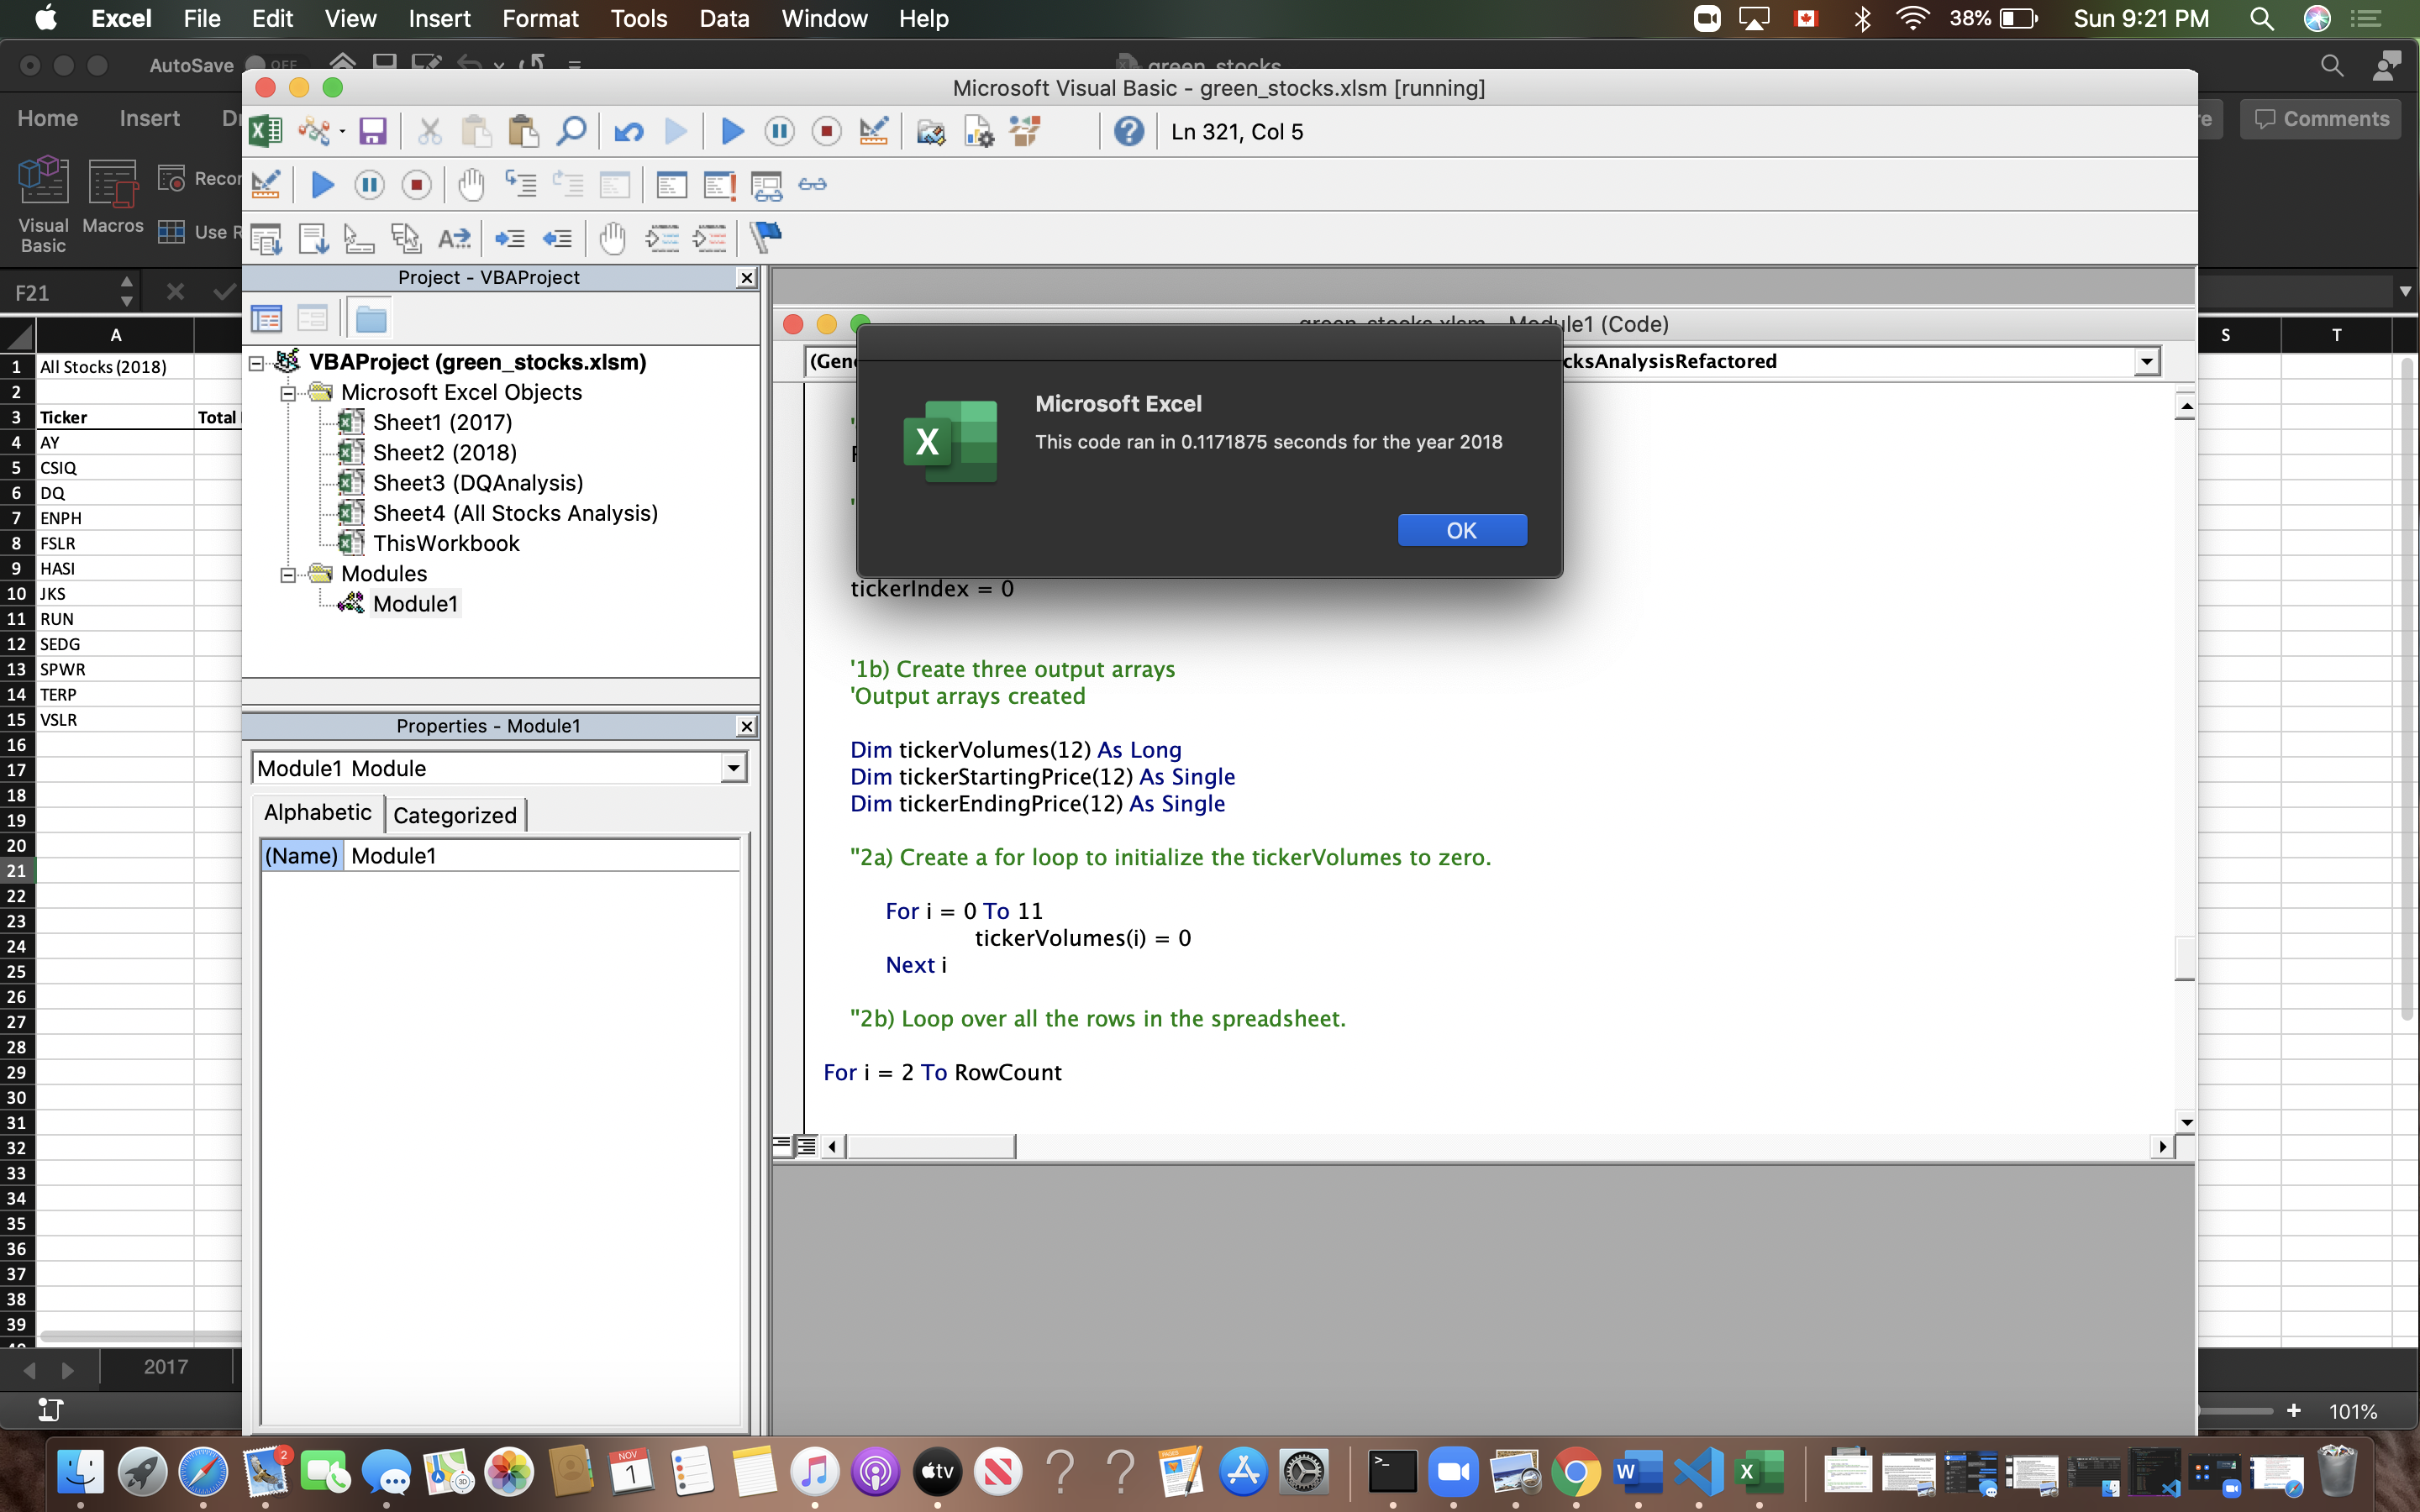 Excel File Edit View Insert Format Tools Data Window Help
38% Sun 9:21 PM
AutoSave OFF
green_stocks
Microsoft Visual Basic - green_stocks.xlsm [running]
Home Insert
Comments
Ln 321, Col 5
Visual
Basic
Macros
F21
Project - VBAProject
VBAProject (green_stocks.xlsm)
Microsoft Excel Objects
Sheet1 (2017)
Sheet2 (2018)
Sheet3 (DQAnalysis)
Sheet4 (All Stocks Analysis)
ThisWorkbook
Modules
Module1
Properties - Module1
Module1 Module
Alphabetic Categorized
(Name) Module1
A
S T
1 All Stocks (2018)
2
3 Ticker Total
4 AY
5 CSIQ
6 DQ
7 ENPH
8 FSLR
9 HASI
10 JKS
11 RUN
12 SEDG
13 SPWR
14 TERP
15 VSLR
16
17
18
19
20
21
22
23
24
25
26
27
28
29
30
31
32
33
34
35
36
37
38
39
green_stocks.xlsm - Module1 (Code)
Microsoft Excel
This code ran in 0.1171875 seconds for the year 2018
OK
tickerIndex = 0
'1b) Create three output arrays
'Output arrays created
Dim tickerVolumes(12) As Long
Dim tickerStartingPrice(12) As Single
Dim tickerEndingPrice(12) As Single
''2a) Create a for loop to initialize the tickerVolumes to zero.
For i = 0 To 11
tickerVolumes(i) = 0
Next i
''2b) Loop over all the rows in the spreadsheet.
For i = 2 To RowCount
2017
101%
2
NOV
1
tv